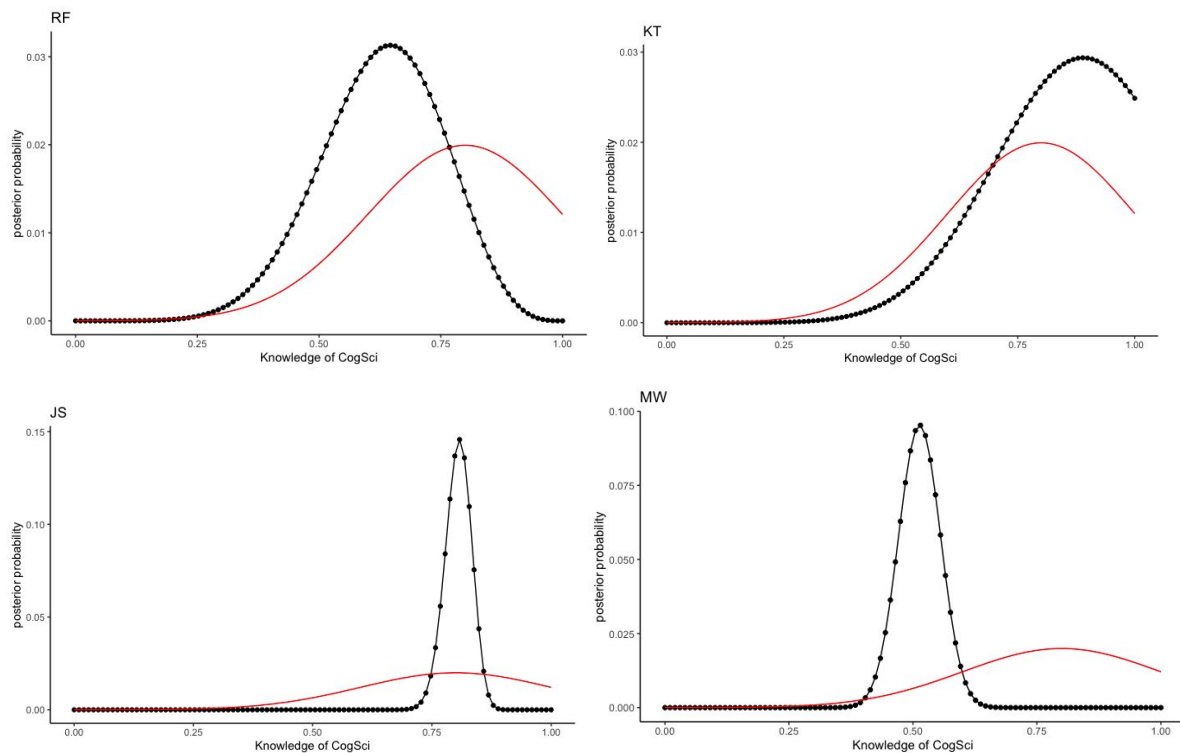 RF
posterior probability
0.03
0.02
0.01
0.00
0.00 0.25 0.50 0.75 1.00
Knowledge of CogSci
KT
posterior probability
0.03
0.02
0.01
0.00
0.00 0.25 0.50 0.75 1.00
Knowledge of CogSci
JS
posterior probability
0.15
0.10
0.05
0.00
0.00 0.25 0.50 0.75 1.00
Knowledge of CogSci
MW
posterior probability
0.100
0.075
0.050
0.025
0.000
0.00 0.25 0.50 0.75 1.00
Knowledge of CogSci